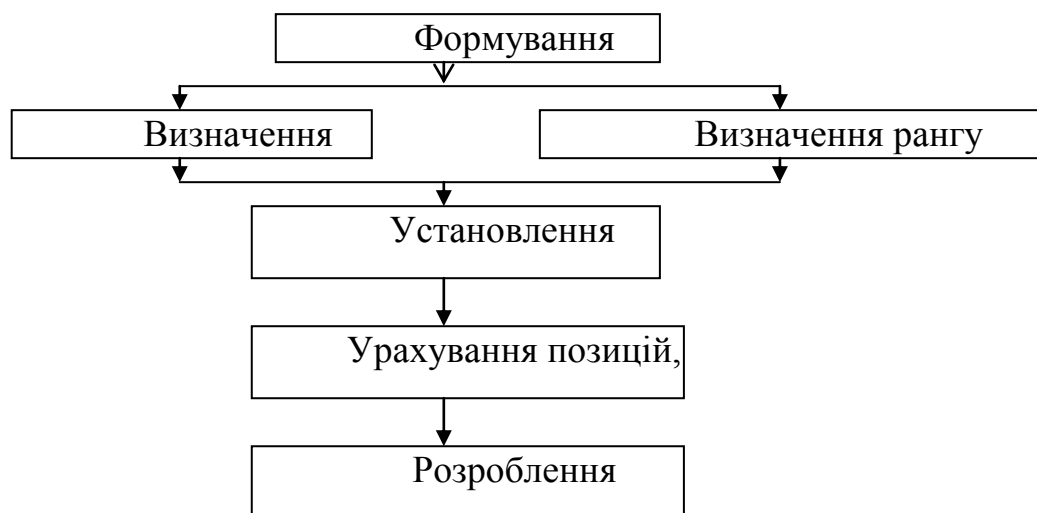 Формування
Визначення
Визначення рангу
Установлення
Урахування позицій,
Розроблення